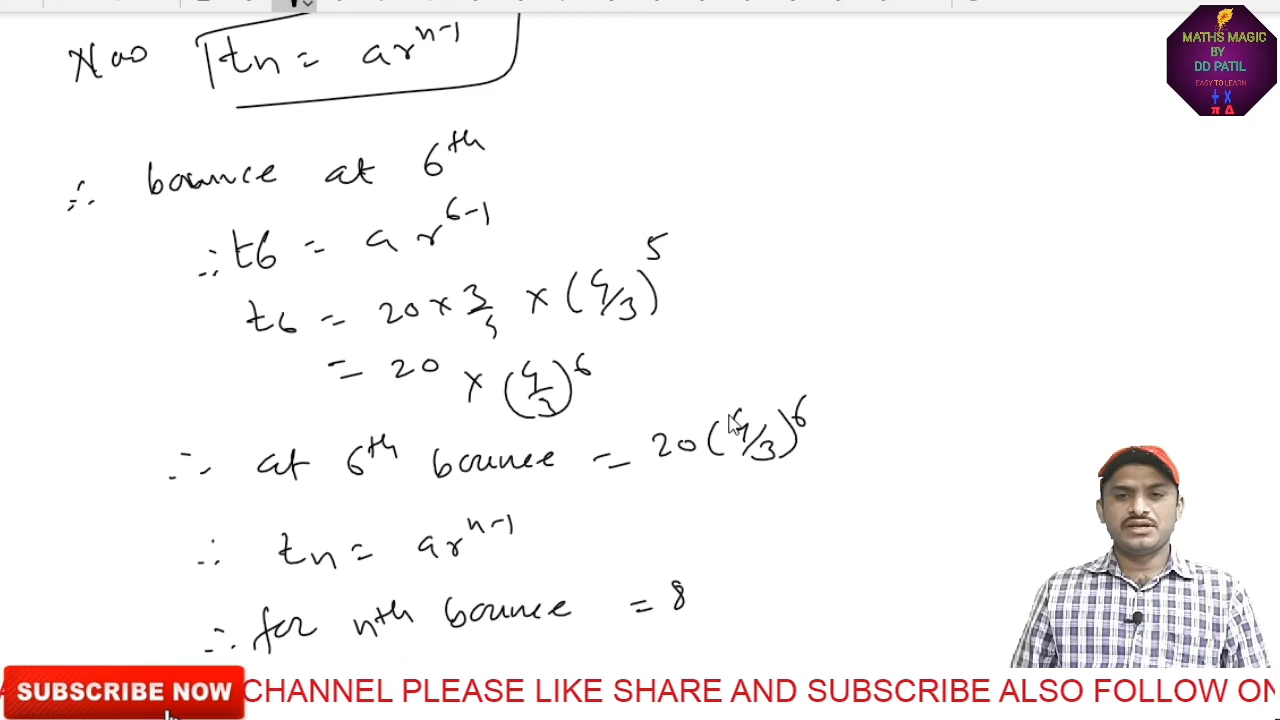 Now tn = ar^(n-1)
∴ bounce at 6th
∴ t6 = a r^(6-1)
t6 = 20 × 3/4 × (4/3)^5
= 20 × (4/3)^6
∴ at 6th bounce = 20(4/3)^6
∴ tn = ar^(n-1)
∴ for nth bounce = 8
MATHS MAGIC
BY
DD PATIL
EASY TO LEARN
+ X
π Δ
SUBSCRIBE NOW
CHANNEL PLEASE LIKE SHARE AND SUBSCRIBE ALSO FOLLOW ON